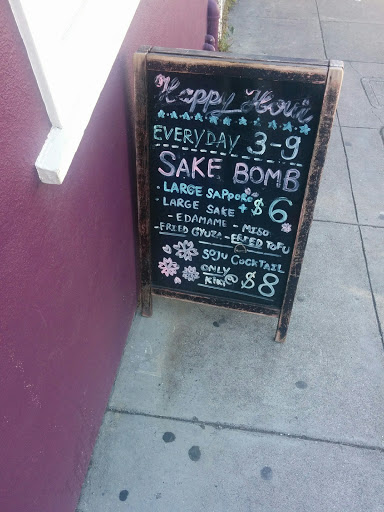 Happy Hour
EVERYDAY 3-9
SAKE BOMB
- LARGE SAPPORO
- LARGE SAKE + $6
- EDAMAME - MISO
- FRIED GYOZA - FRIED TOFU
SOJU COCKTAIL
ONLY @ $8
KIKI